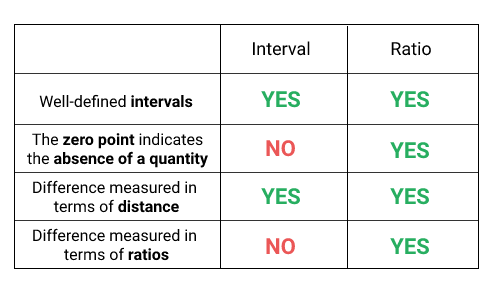 Interval Ratio
Well-defined intervals YES YES
The zero point indicates
the absence of a quantity NO YES
Difference measured in
terms of distance YES YES
Difference measured in
terms of ratios NO YES